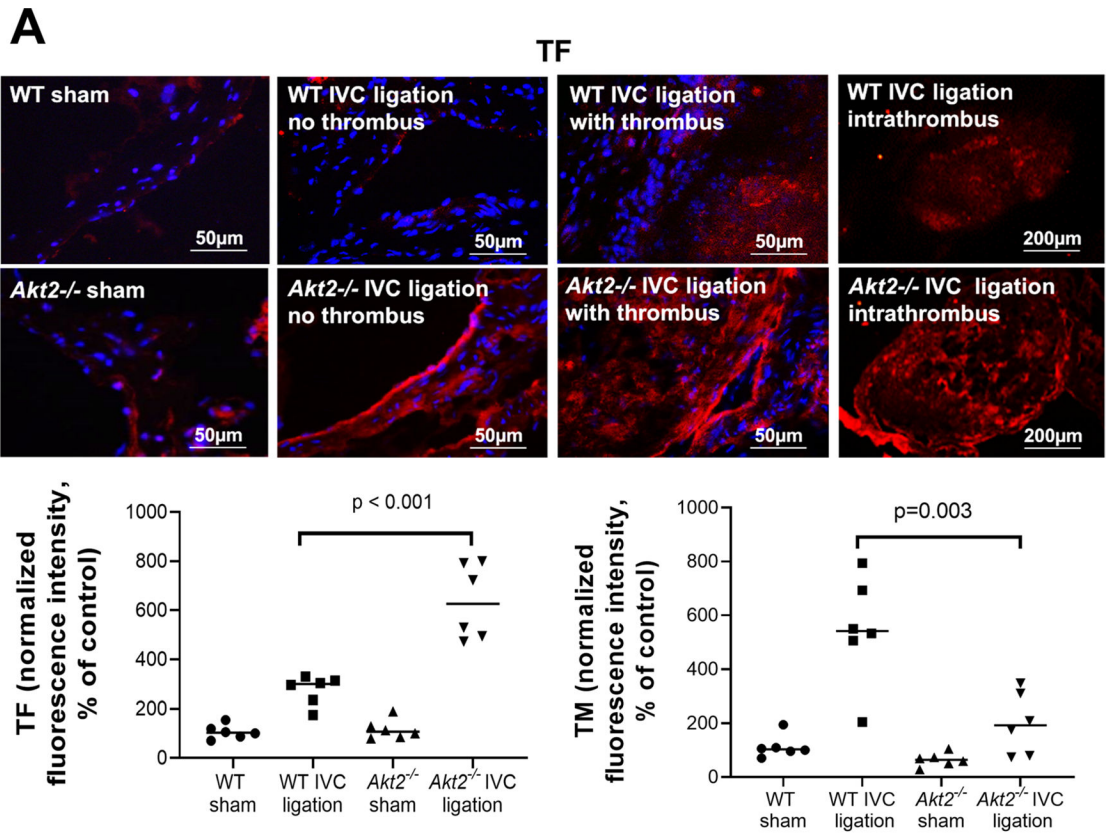 A
TF
WT sham
WT IVC ligation
no thrombus
WT IVC ligation
with thrombus
WT IVC ligation
intrathrombus
50µm
50µm
50µm
200µm
Akt2-/- sham
Akt2-/- IVC ligation
no thrombus
Akt2-/- IVC ligation
with thrombus
Akt2-/- IVC ligation
intrathrombus
50µm
50µm
50µm
200µm
TF (normalized
fluorescence intensity,
% of control)
1000
800
600
400
200
0
p < 0.001
WT
sham
WT IVC
ligation
Akt2-/-
sham
Akt2-/- IVC
ligation
TM (normalized
fluorescence intensity,
% of control)
1000
800
600
400
200
0
p=0.003
WT
sham
WT IVC
ligation
Akt2-/-
sham
Akt2-/- IVC
ligation